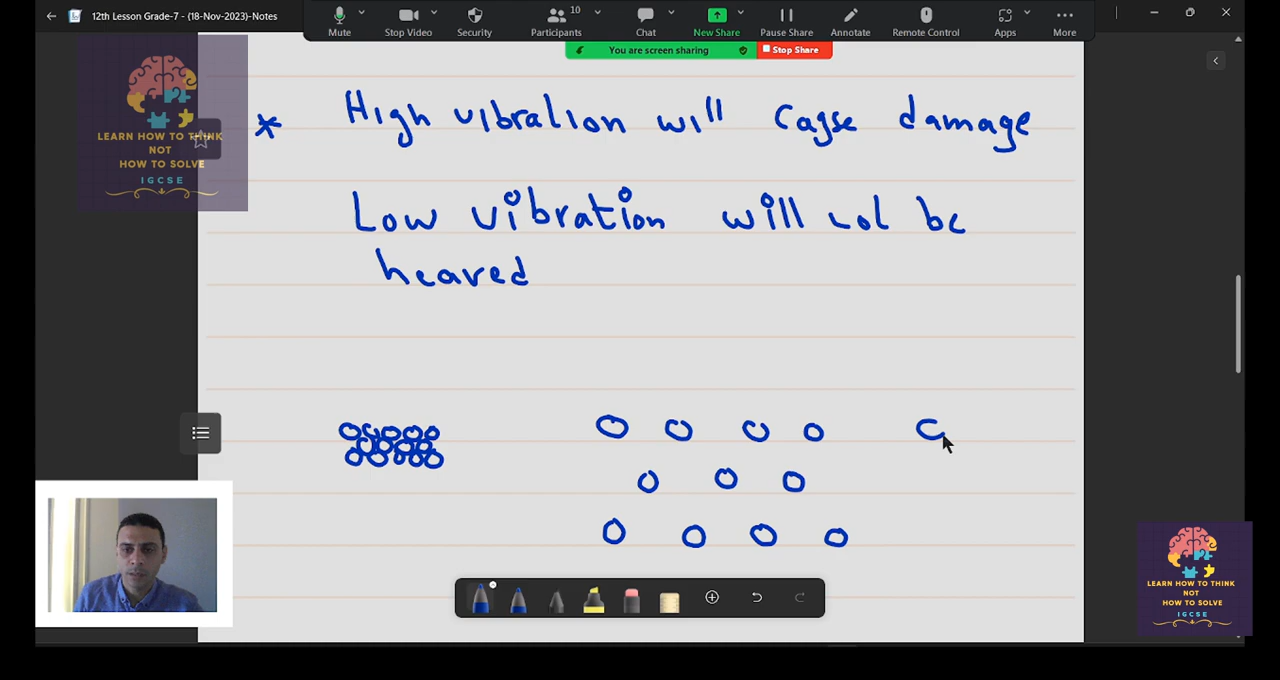 12th Lesson Grade-7 - (18-Nov-2023)-Notes
Mute
Stop Video
Security
10
Participants
Chat
New Share
Pause Share
Annotate
Remote Control
Apps
More
You are screen sharing
Stop Share
LEARN HOW TO THINK
NOT
HOW TO SOLVE
IGCSE
* High vibration will cause damage
Low vibration will not be
heared
LEARN HOW TO THINK
NOT
HOW TO SOLVE
IGCSE